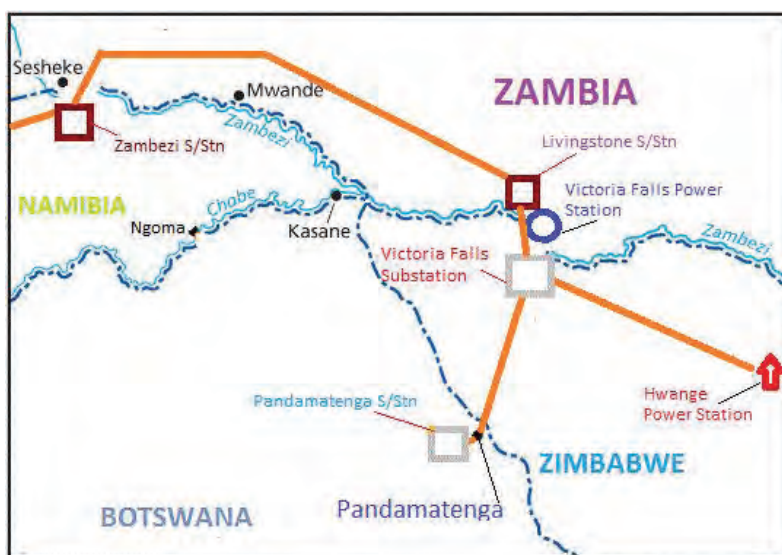 Sesheke
Mwande
ZAMBIA
Zambezi
Zambezi S/Stn
Livingstone S/Stn
Victoria Falls Power
Station
NAMIBIA
Chobe
Ngoma
Kasane
Zambezi
Victoria Falls
Substation
Pandamatenga S/Stn
Hwange
Power Station
ZIMBABWE
Pandamatenga
BOTSWANA